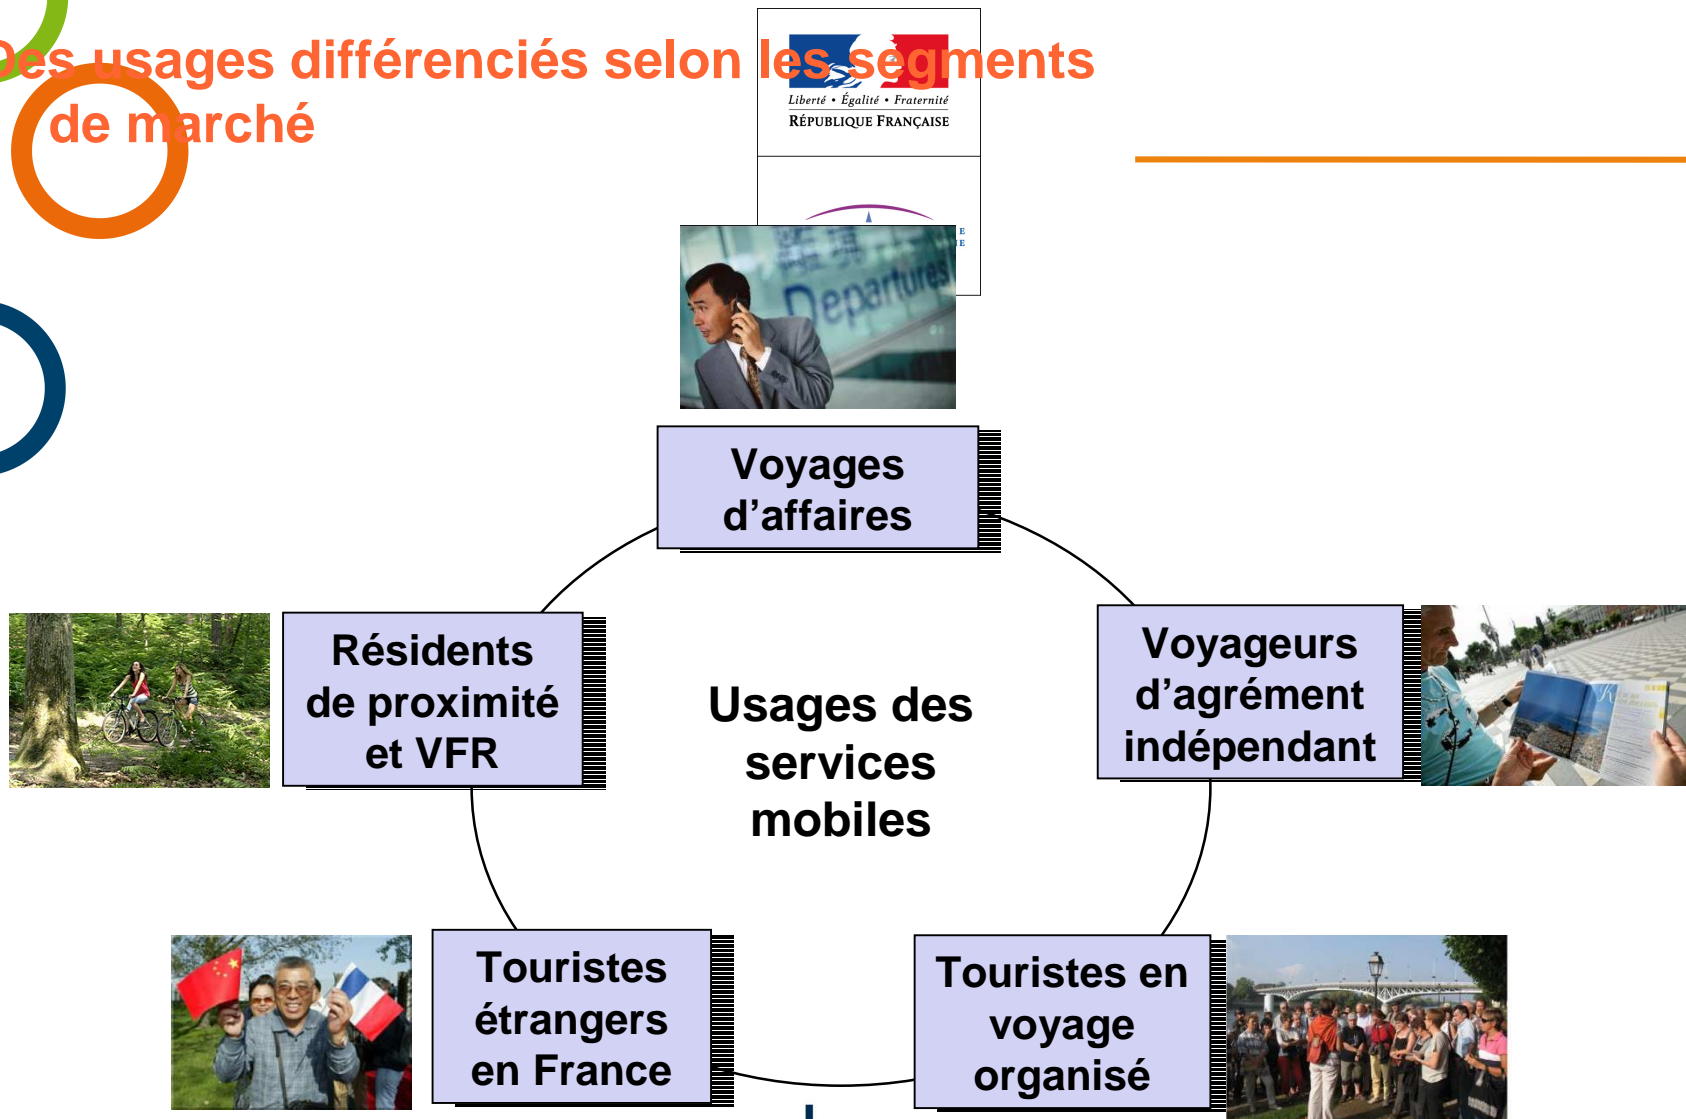 Des usages différenciés selon les segments
de marché
Liberté • Égalité • Fraternité
RÉPUBLIQUE FRANÇAISE
Departures
Voyages
d’affaires
Résidents
de proximité
et VFR
Usages des
services
mobiles
Voyageurs
d’agrément
indépendant
Touristes
étrangers
en France
Touristes en
voyage
organisé